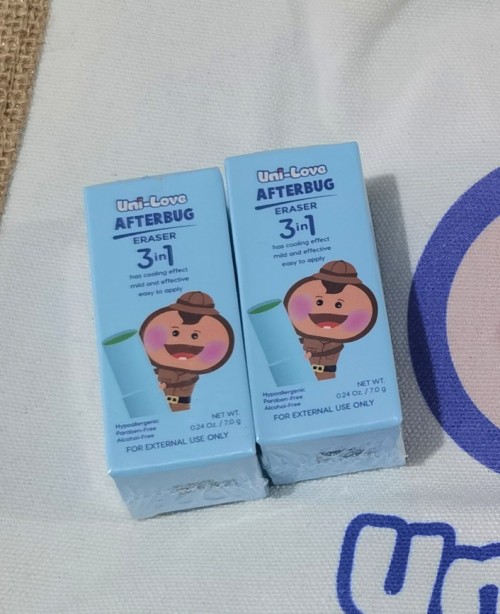 Uni-Love
AFTERBUG
ERASER
3in1
has cooling effect
mild and effective
easy to apply
Hypoallergenic
Paraben-Free
Alcohol-Free
NET WT.
0.24 Oz. / 7.0 g
FOR EXTERNAL USE ONLY
Uni-Love
AFTERBUG
ERASER
3in1
has cooling effect
mild and effective
easy to apply
Hypoallergenic
Paraben-Free
Alcohol-Free
NET WT.
0.24 Oz. / 7.0 g
FOR EXTERNAL USE ONLY